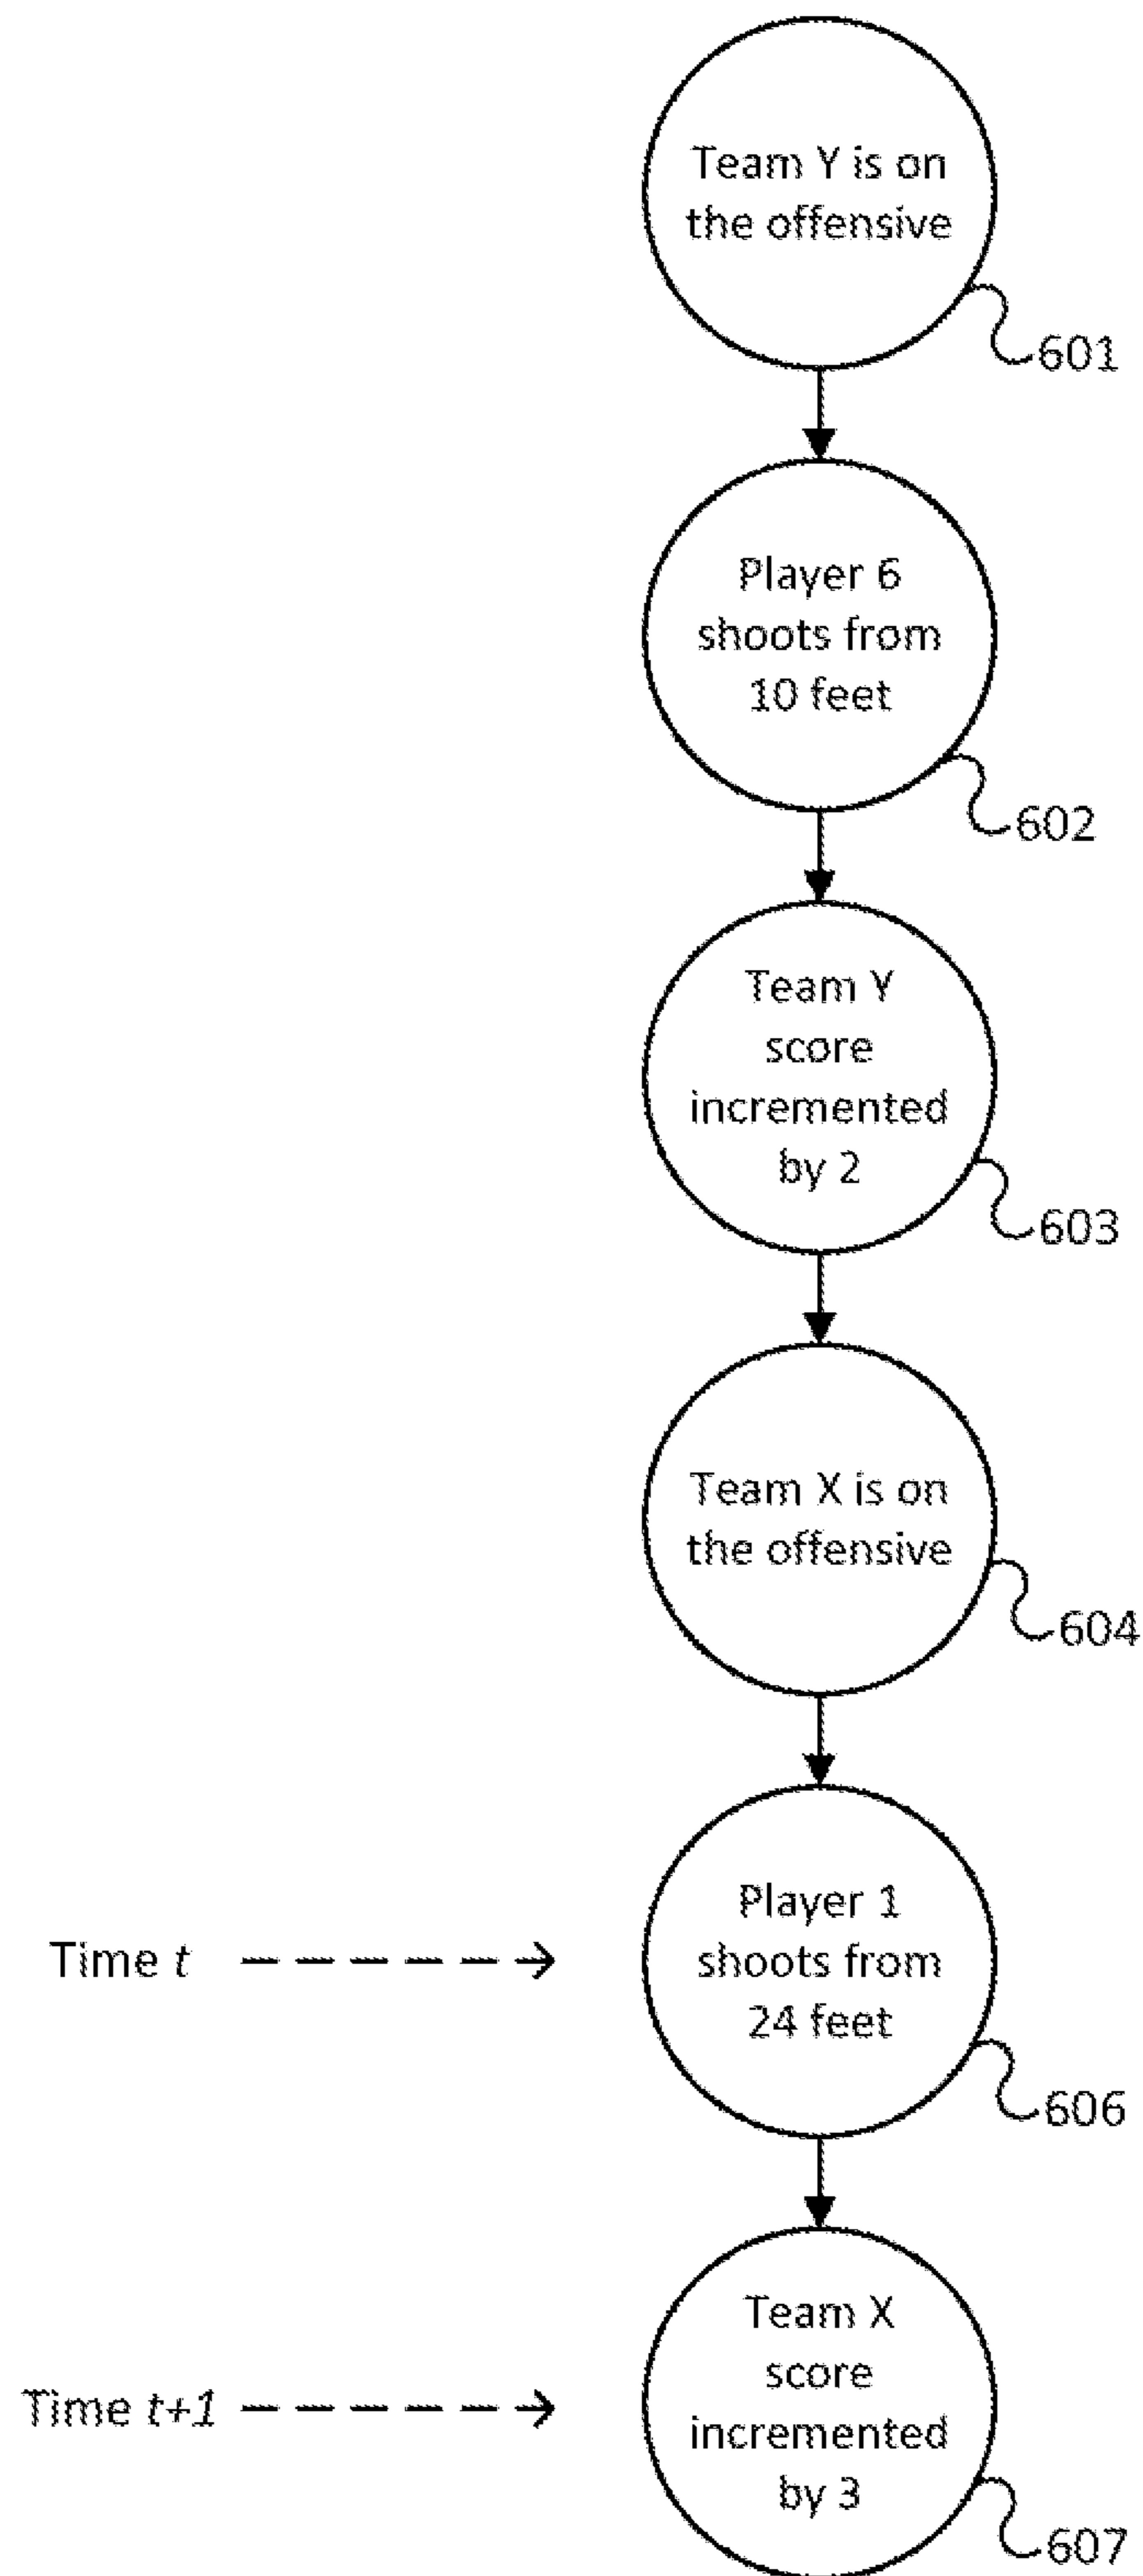 Team Y is on
the offensive
601
Player 6
shoots from
10 feet
602
Team Y
score
incremented
by 2
603
Team X is on
the offensive
604
Time t
Player 1
shoots from
24 feet
606
Time t+1
Team X
score
incremented
by 3
607